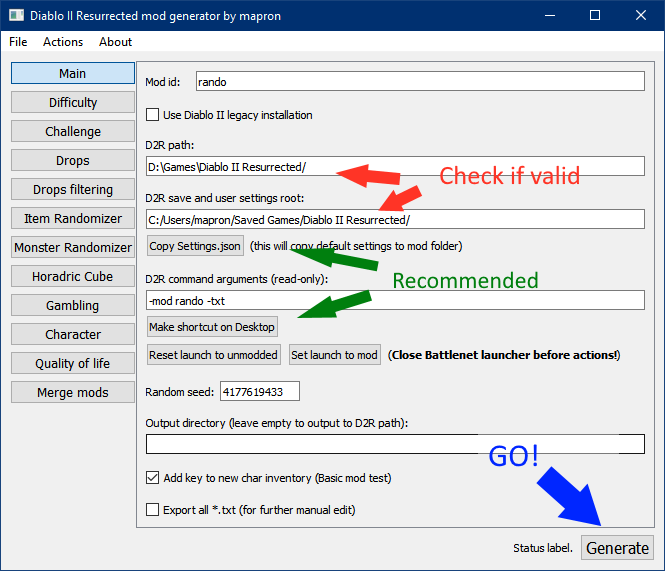 Diablo II Resurrected mod generator by mapron
File Actions About
Main
Difficulty
Challenge
Drops
Drops filtering
Item Randomizer
Monster Randomizer
Horadric Cube
Gambling
Character
Quality of life
Merge mods
Mod id: rando
Use Diablo II legacy installation
D2R path:
D:\Games\Diablo II Resurrected/
Check if valid
D2R save and user settings root:
C:/Users/mapron/Saved Games/Diablo II Resurrected/
Copy Settings.json (this will copy default settings to mod folder)
Recommended
D2R command arguments (read-only):
-mod rando -txt
Make shortcut on Desktop
Reset launch to unmodded Set launch to mod (Close Battlenet launcher before actions!)
Random seed: 4177619433
Output directory (leave empty to output to D2R path):
GO!
Add key to new char inventory (Basic mod test)
Export all *.txt (for further manual edit)
Status label. Generate